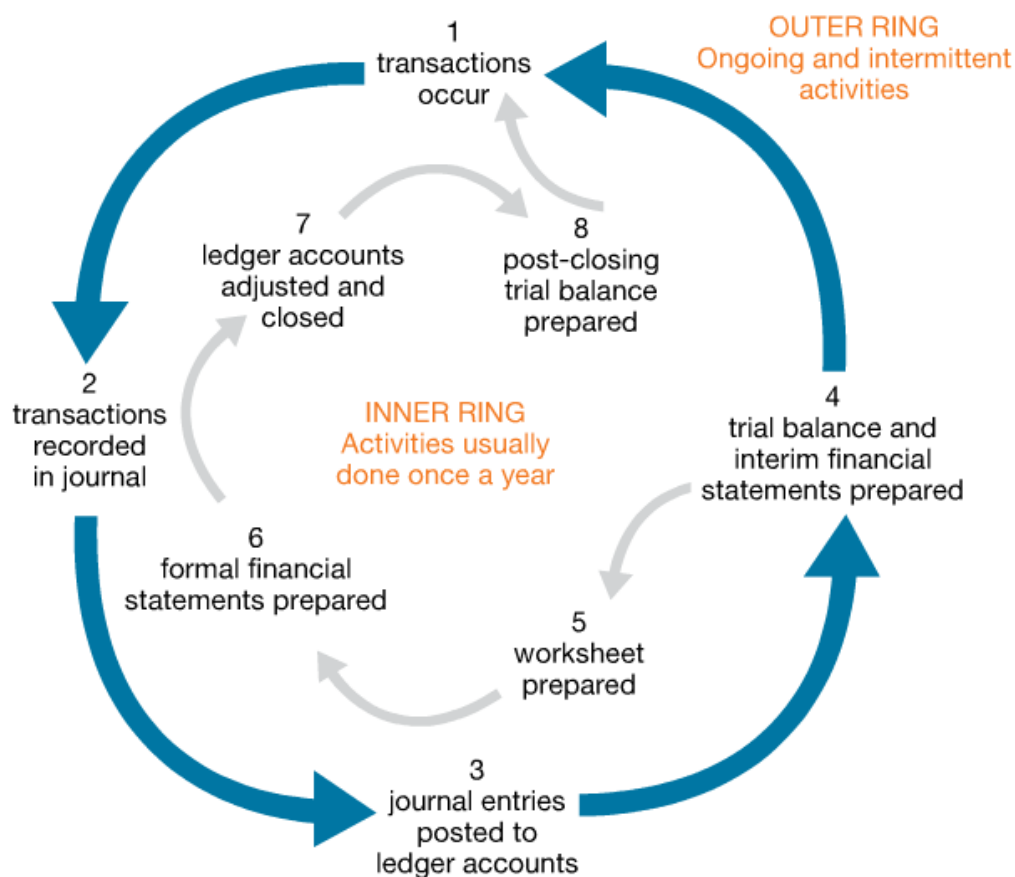 1
transactions
occur
OUTER RING
Ongoing and intermittent
activities
7
ledger accounts
adjusted and
closed
8
post-closing
trial balance
prepared
2
transactions
recorded
in journal
INNER RING
Activities usually
done once a year
4
trial balance and
interim financial
statements prepared
6
formal financial
statements prepared
5
worksheet
prepared
3
journal entries
posted to
ledger accounts